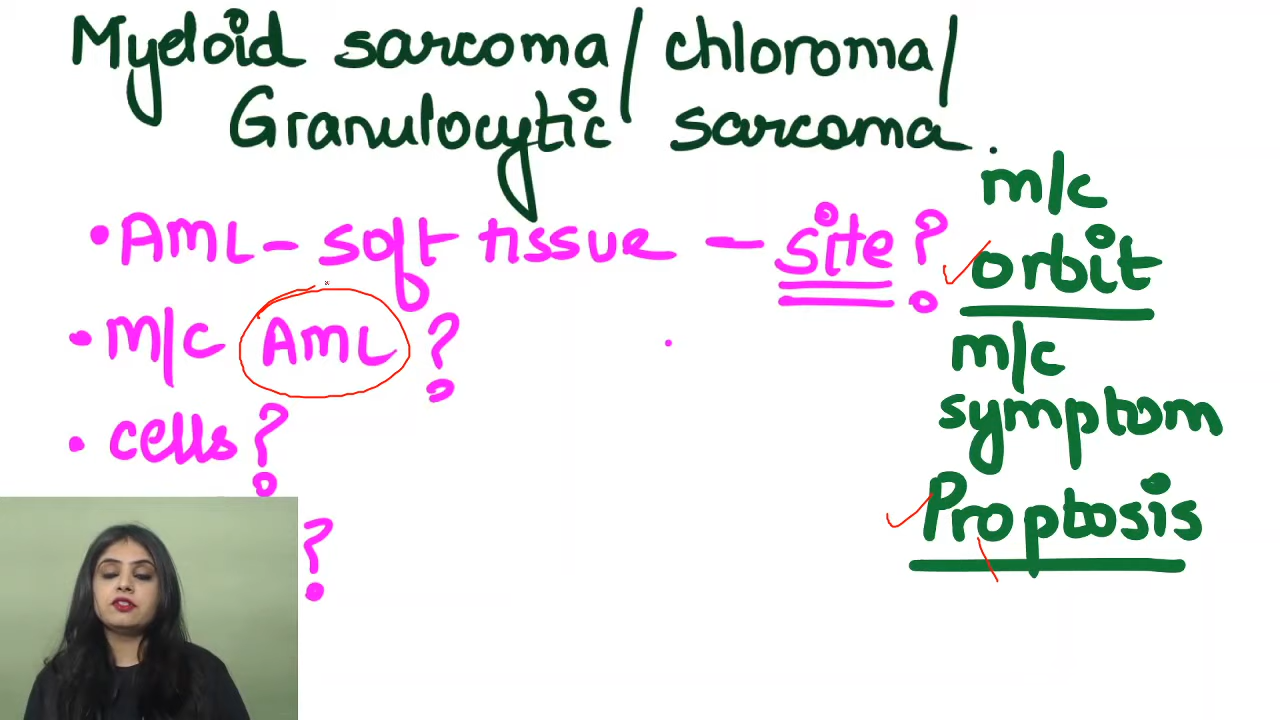 Myeloid sarcoma/chloroma/
Granulocytic sarcoma.
m/c
orbit
• AML - soft tissue - site?
• m/c AML?
m/c
symptom
• cells?
Proptosis
?